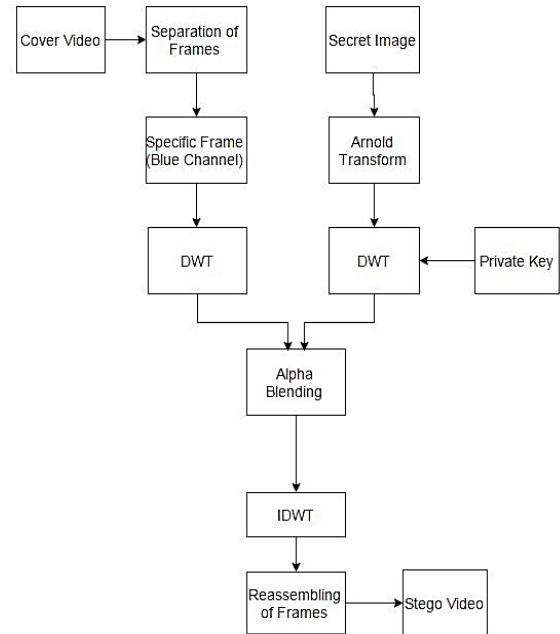 Cover Video
Separation of
Frames
Secret Image
Specific Frame
(Blue Channel)
Arnold
Transform
DWT
DWT
Private Key
Alpha
Blending
IDWT
Reassembling
of Frames
Stego Video